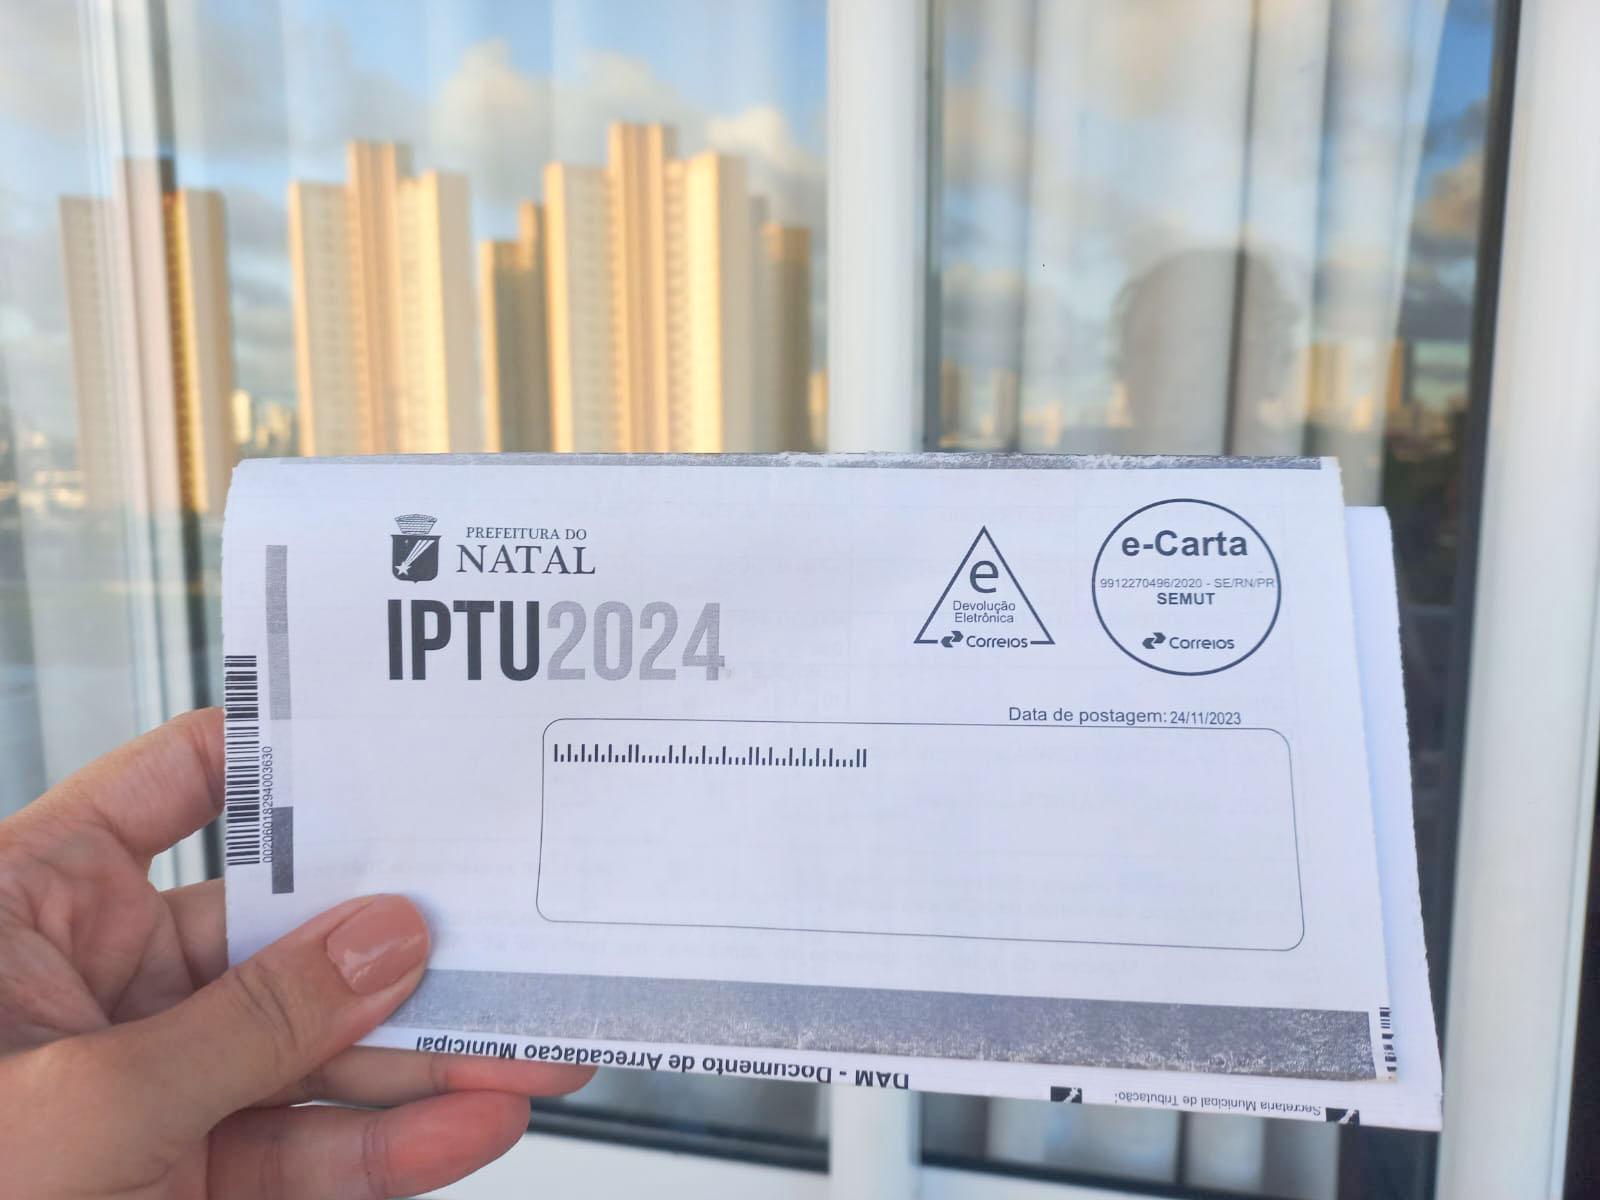 PREFEITURA DO
NATAL
IPTU2024
e
Devolução
Eletrônica
Correios
e-Carta
9912270496/2020 - SE/RN/PR
SEMUT
Correios
Data de postagem: 24/11/2023
00206018294003630
DAM - Documento de Arrecadação Municipal
Secretaria Municipal de Tributação